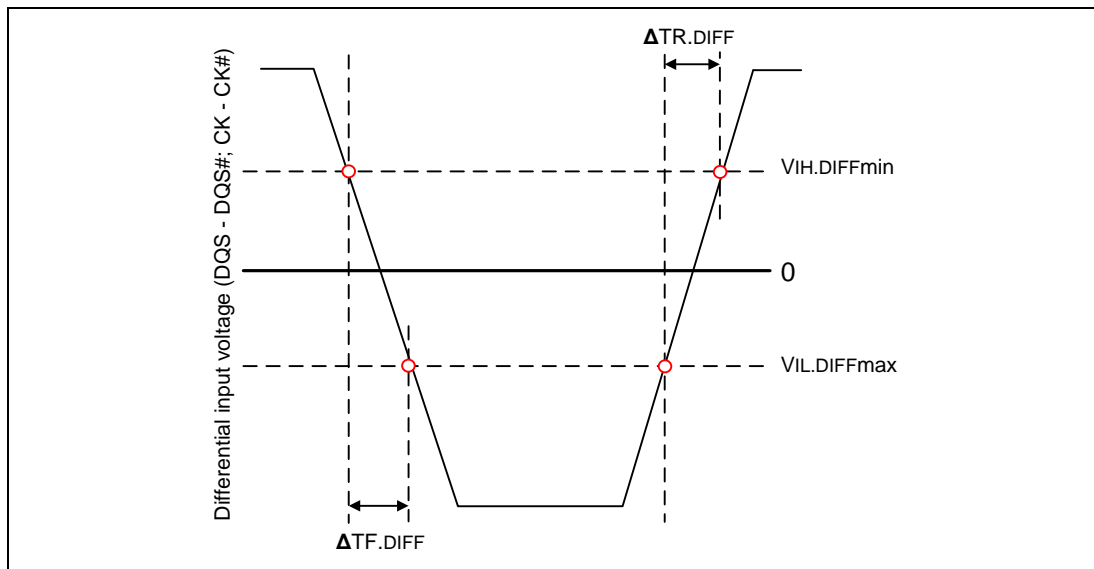 ΔTR.DIFF
Differential input voltage (DQS - DQS#; CK - CK#)
VIH.DIFFmin
0
VIL.DIFFmax
ΔTF.DIFF